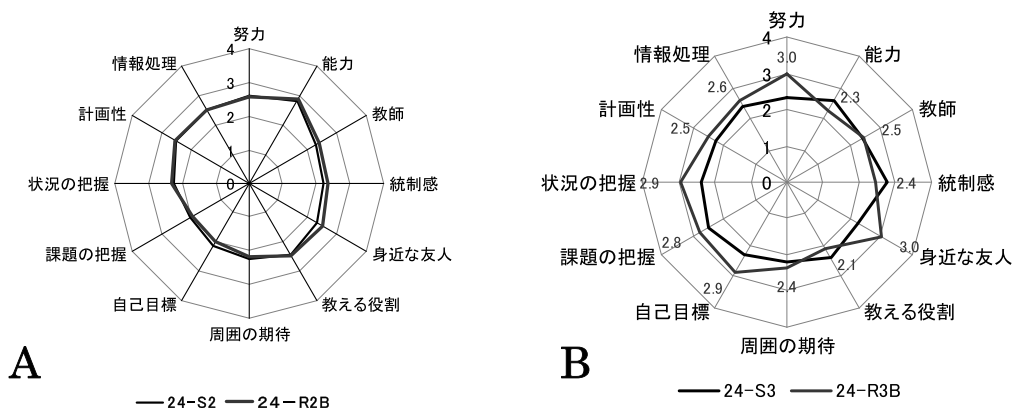 努力
4
情報処理
能力
3
計画性
教師
2
1
状況の把握
0
統制感
課題の把握
身近な友人
自己目標
教える役割
周囲の期待
A
24-S2
24-R2B
努力
4
情報処理
3.0
能力
3
2.6
2.3
計画性
教師
2
2.5
2.5
1
状況の把握
2.9
0
2.4
統制感
2.8
3.0
課題の把握
身近な友人
2.1
2.9
2.4
自己目標
教える役割
周囲の期待
B
24-S3
24-R3B